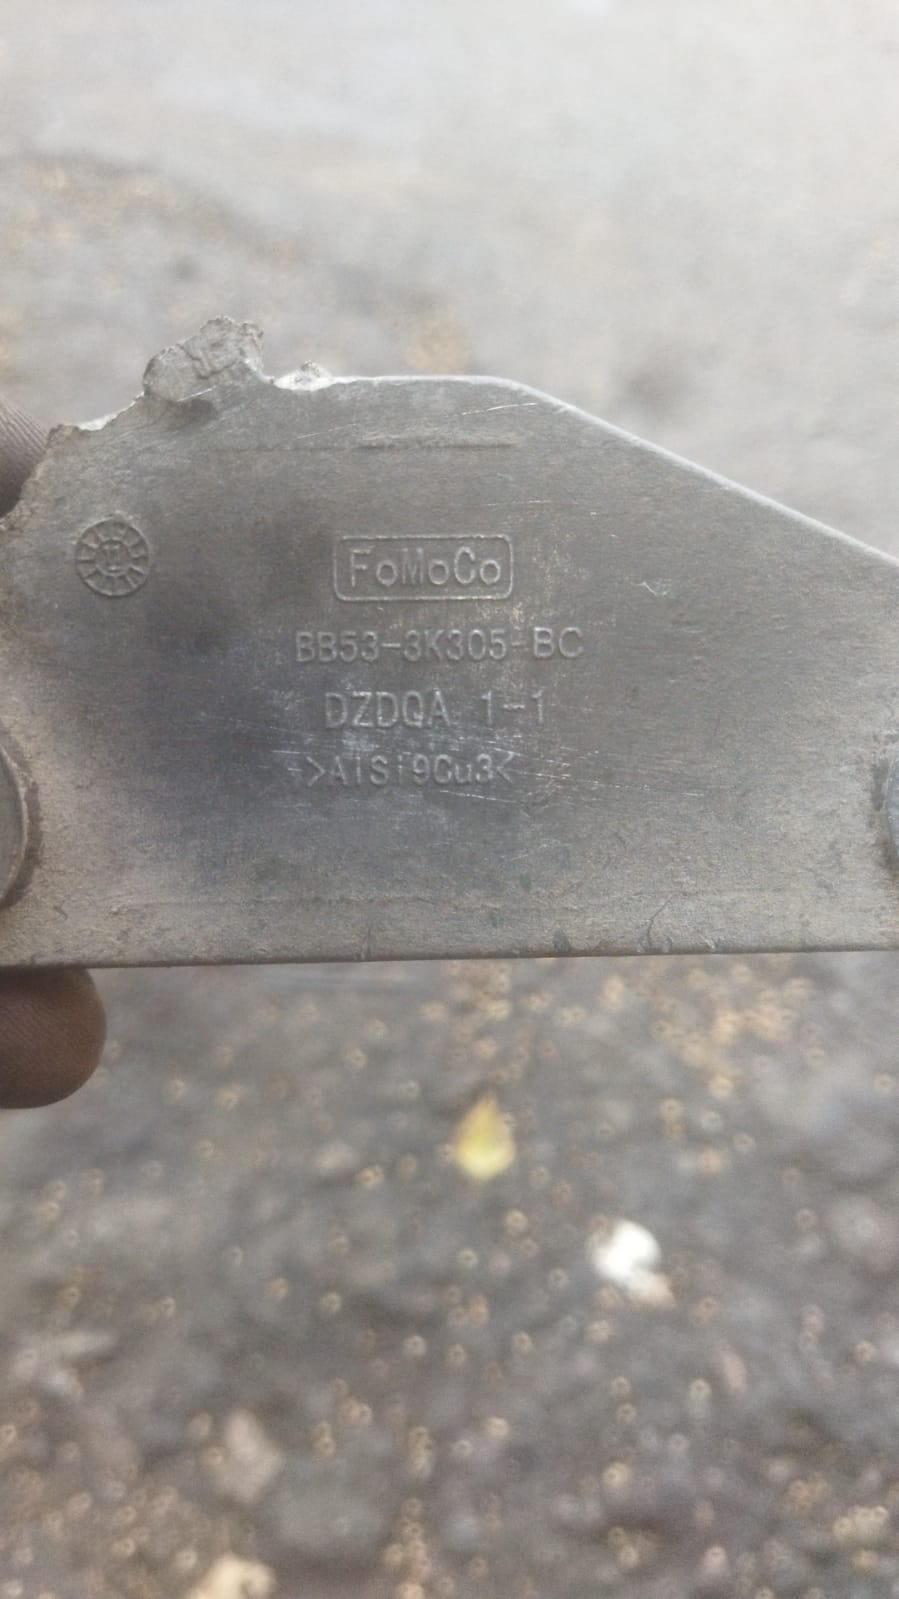 FoMoCo
BB53-3K305-BC
DZDQA 1-1
>AlSi9Cu3<